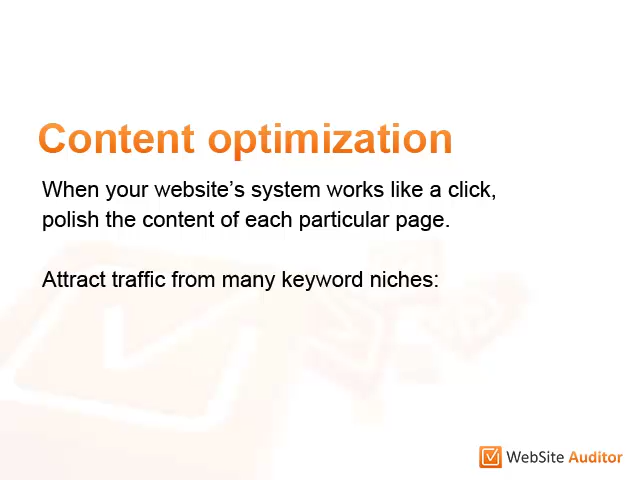 Content optimization
When your website’s system works like a click,
polish the content of each particular page.
Attract traffic from many keyword niches:
WebSite Auditor